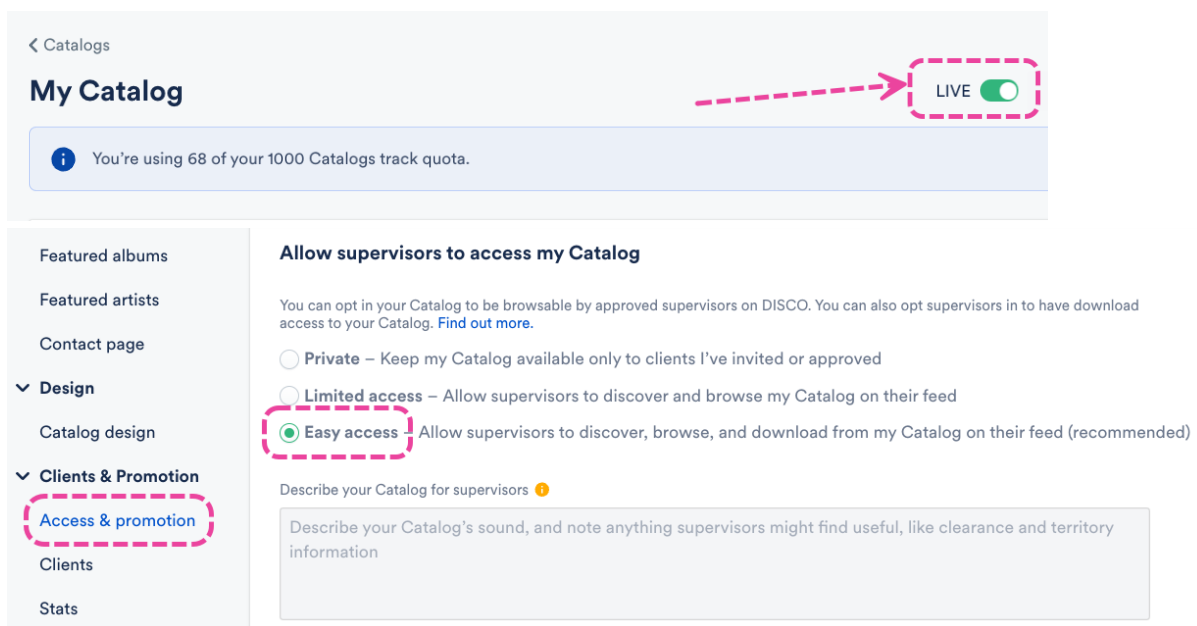 Catalogs
My Catalog
LIVE
You're using 68 of your 1000 Catalogs track quota.
Featured albums
Featured artists
Contact page
Design
Catalog design
Clients & Promotion
Access & promotion
Clients
Stats
Allow supervisors to access my Catalog
You can opt in your Catalog to be browsable by approved supervisors on DISCO. You can also opt supervisors in to have download
access to your Catalog. Find out more.
Private – Keep my Catalog available only to clients I've invited or approved
Limited access – Allow supervisors to discover and browse my Catalog on their feed
Easy access – Allow supervisors to discover, browse, and download from my Catalog on their feed (recommended)
Describe your Catalog for supervisors
Describe your Catalog's sound, and note anything supervisors might find useful, like clearance and territory
information